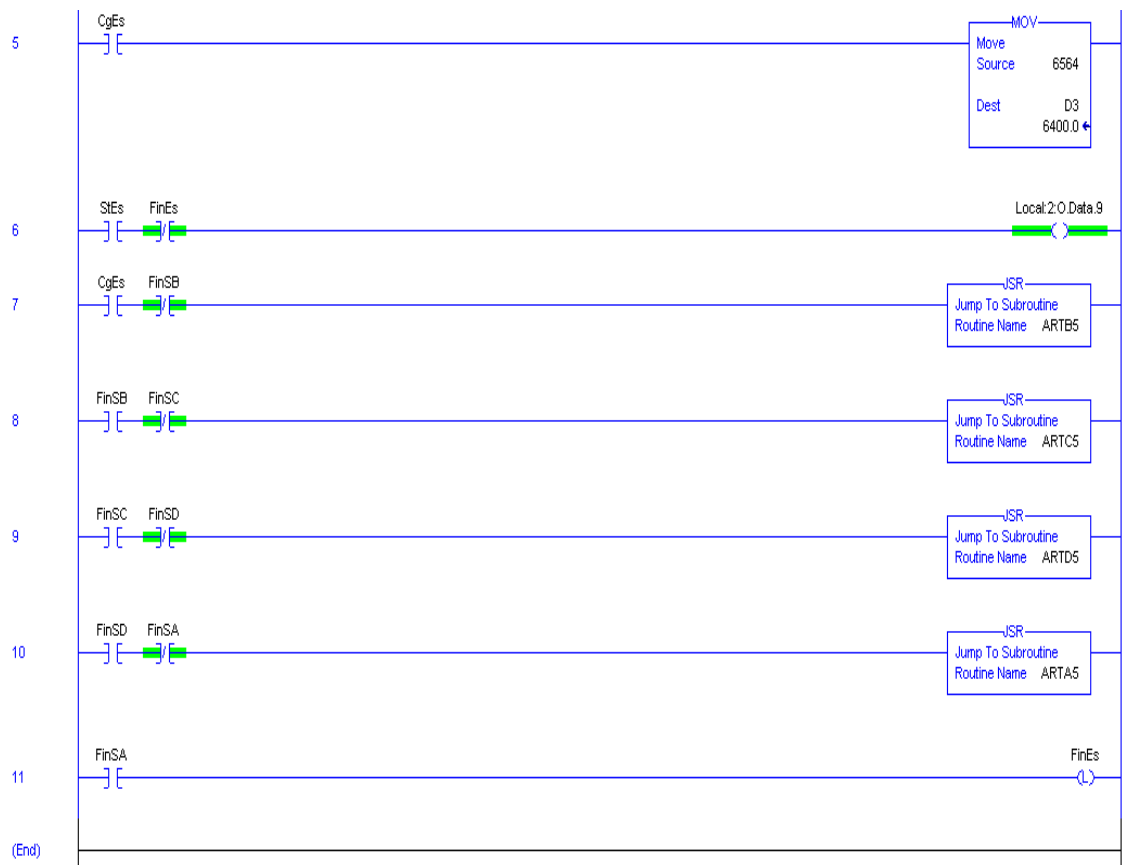 CgEs
5
MOV
Move
Source 6564
Dest D3
6400.0
StEs FinEs Local:2:O.Data.9
6
CgEs FinSB
7
JSR
Jump To Subroutine
Routine Name ARTB5
FinSB FinSC
8
JSR
Jump To Subroutine
Routine Name ARTC5
FinSC FinSD
9
JSR
Jump To Subroutine
Routine Name ARTD5
FinSD FinSA
10
JSR
Jump To Subroutine
Routine Name ARTA5
FinSA FinEs
11
L
(End)